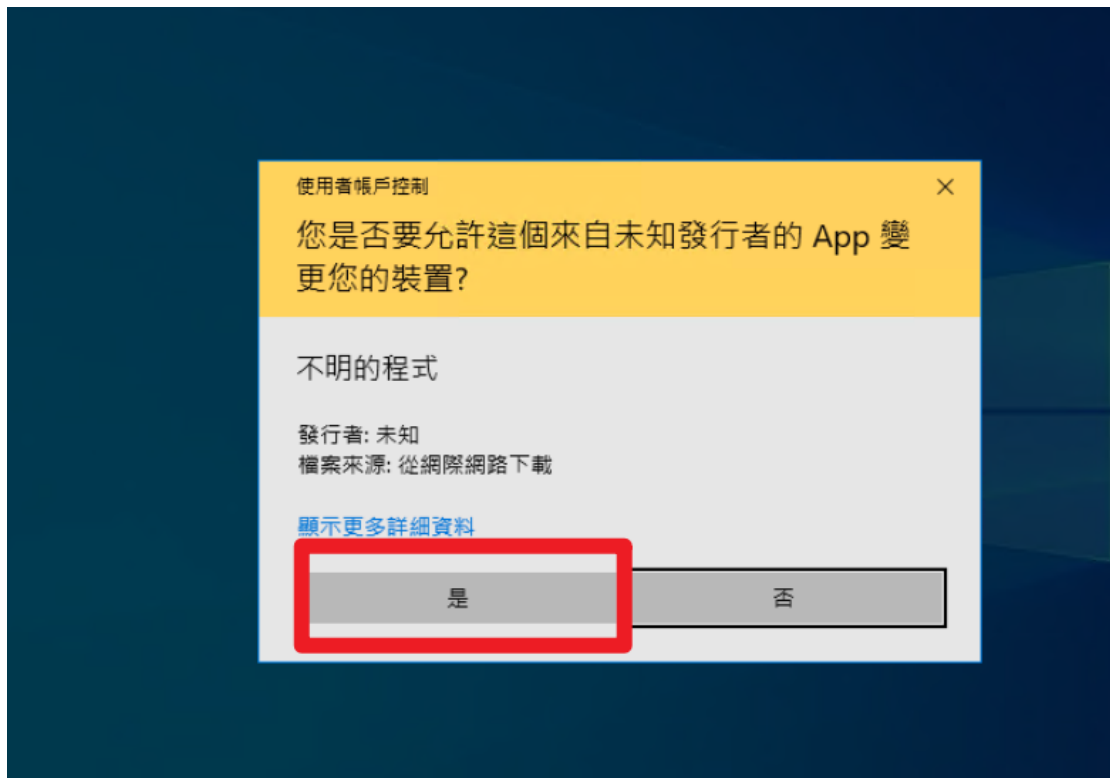 使用者帳戶控制
您是否要允許這個來自未知發行者的 App 變
更您的裝置?
不明的程式
發行者: 未知
檔案來源: 從網際網路下載
顯示更多詳細資料
是
否